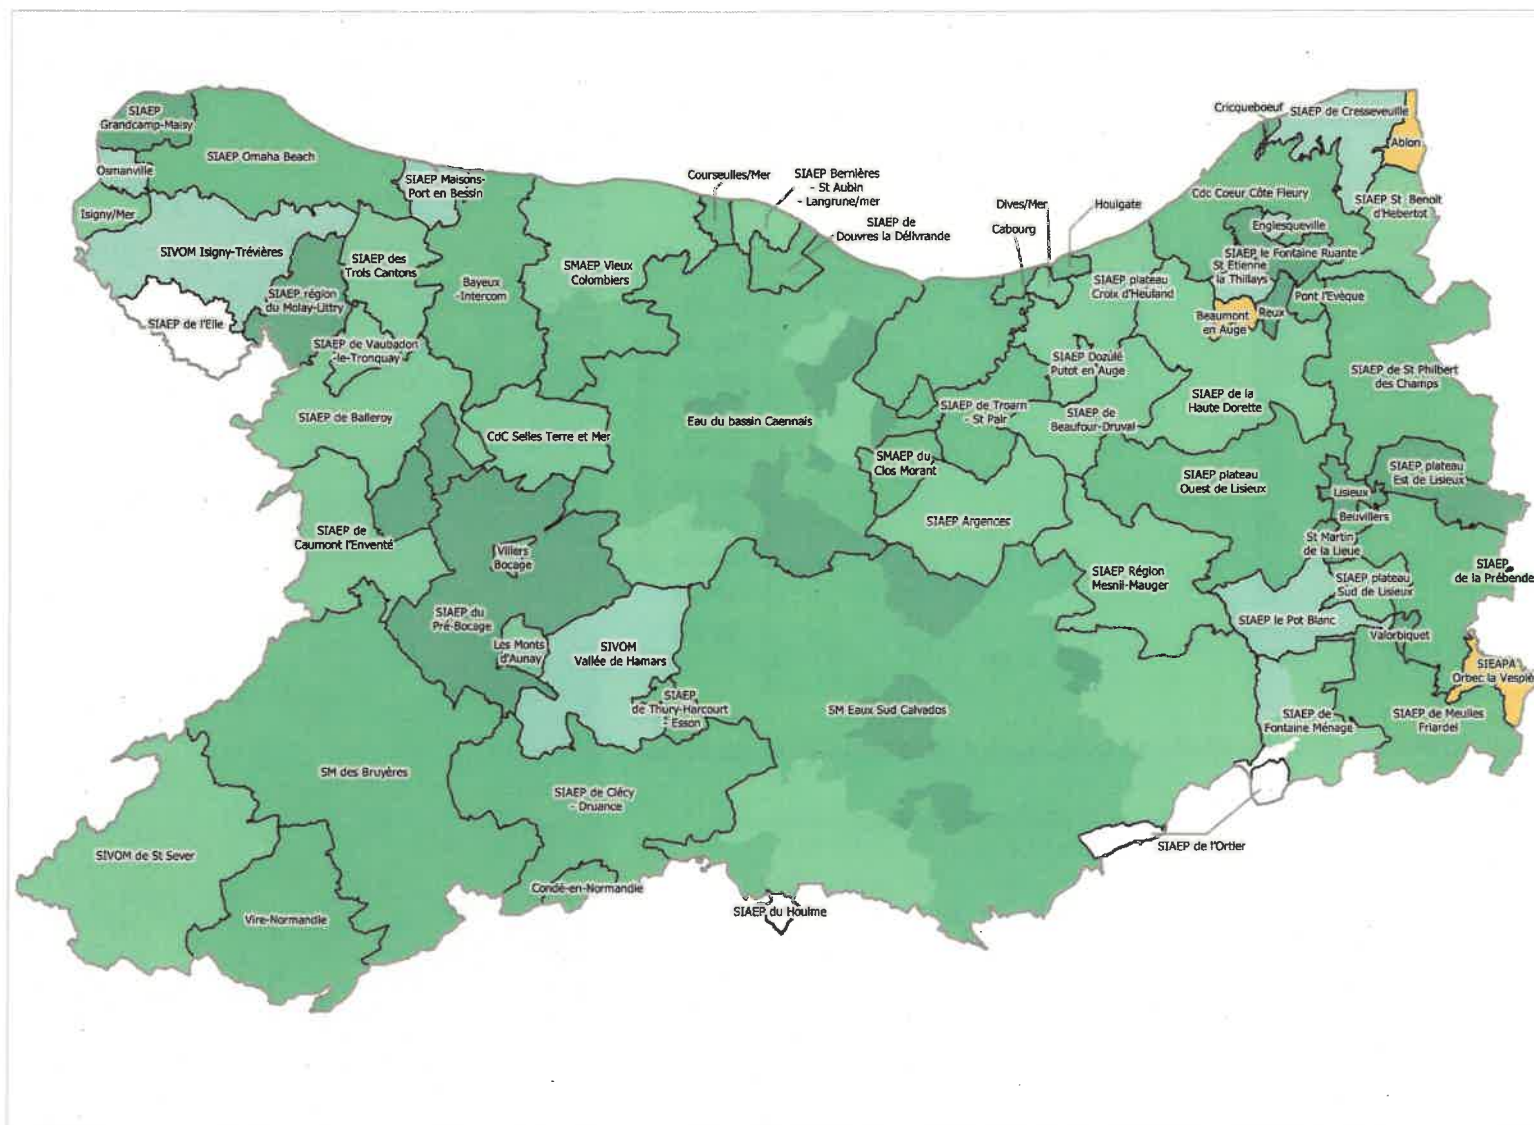 SIAEP
Grandcamp-Maisy
SIAEP Omaha Beach
Osmanville
Isigny/Mer
SIAEP Maisons-
Port en Bessin
SIVOM Isigny-Trévières
SIAEP des
Trois Cantons
SIAEP région
du Molay-Littry
SIAEP de l'Elle
SIAEP de Vaubadon
-le-Tronquay
Bayeux
-Intercom
SMAEP Vieux
Colombiers
Courseulles/Mer
SIAEP Bernières
- St Aubin
- Langrune/mer
SIAEP de
Douvres la Délivrande
Dives/Mer
Cabourg
Houlgate
Cricqueboeuf
SIAEP de Cresseveuille
Ablon
Cdc Coeur Côte Fleury
SIAEP St Benoit
d'Hebertot
Englesqueville
SIAEP le Fontaine Ruante
St Etienne
la Thillays
SIAEP plateau
Croix d'Heuland
Pont l'Evèque
Beaumont
en Auge
Reux
SIAEP Dozulé
Putot en Auge
SIAEP de St Philbert
des Champs
SIAEP de la
Haute Dorette
SIAEP de Balleroy
CdC Selles Terre et Mer
Eau du bassin Caennais
SIAEP de Troarn
- St Pair
SIAEP de
Beaufour-Druval
SMAEP du
Clos Morant
SIAEP plateau
Ouest de Lisieux
SIAEP plateau
Est de Lisieux
Lisieux
Beuvillers
SIAEP Argences
SIAEP de
Caumont l'Eventé
St Martin
de la Lieue
Villers
Bocage
SIAEP Région
Mesnil-Mauger
SIAEP plateau
Sud de Lisieux
SIAEP
de la Prébende
SIAEP du
Pré-Bocage
SIAEP le Pot Blanc
Valorbiquet
Les Monts
d'Aunay
SIVOM
Vallée de Hamars
SIEAPA
Orbec la Vespiè
SIAEP
de Thury-Harcourt
- Esson
SM Eaux Sud Calvados
SIAEP de
Fontaine Ménage
SIAEP de Meulles
Friardel
SM des Bruyères
SIAEP de Clécy
- Druance
SIVOM de St Sever
SIAEP de l'Ortier
Condé-en-Normandie
Vire-Normandie
SIAEP du Houlme